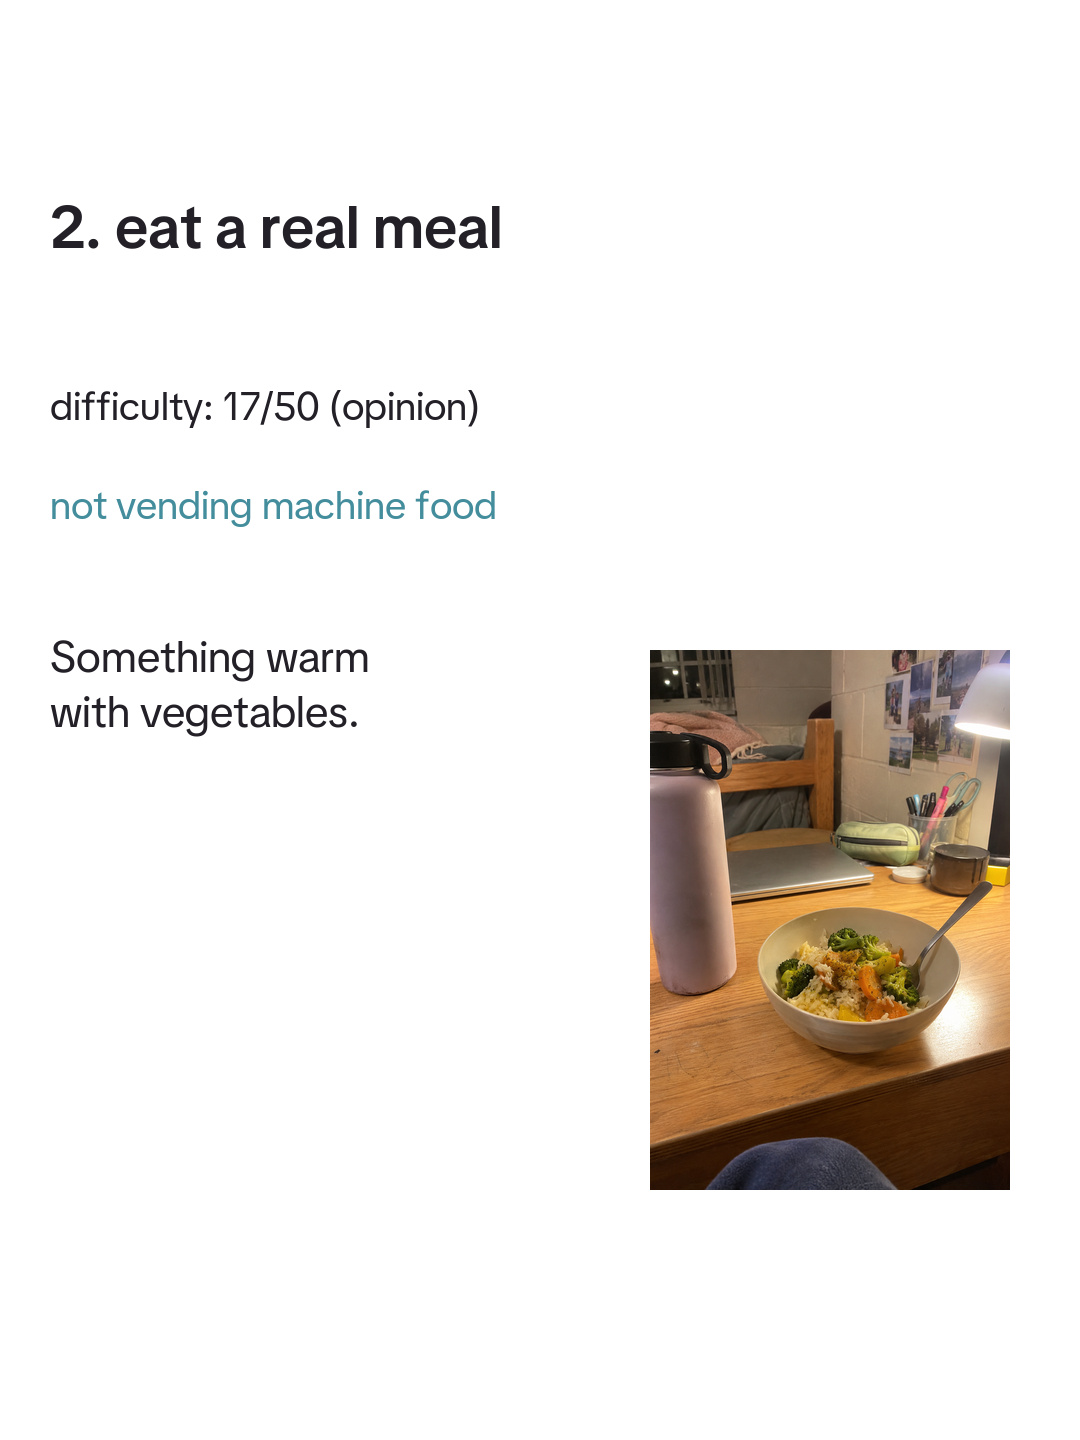 2. eat a real meal
difficulty: 17/50 (opinion)
not vending machine food
Something warm
with vegetables.